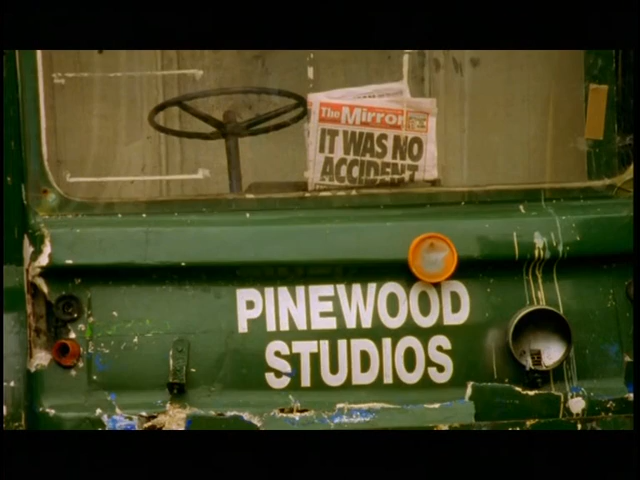 The Mirror
IT WAS NO
ACCIDENT
PINEWOOD
STUDIOS